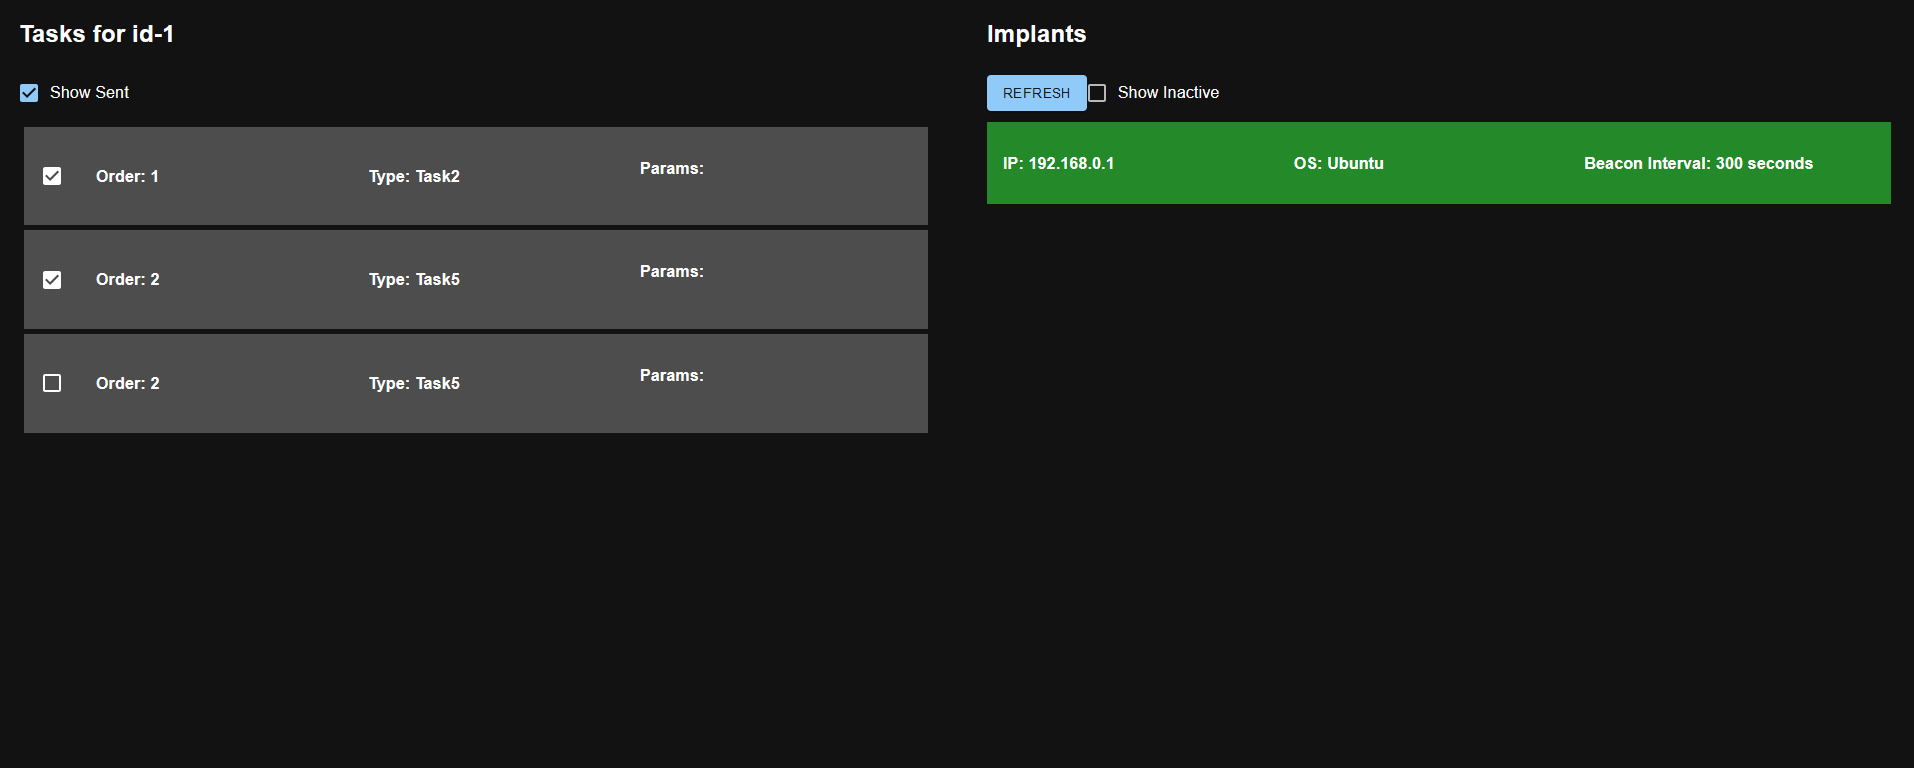 Tasks for id-1
Show Sent
Order: 1 Type: Task2 Params:
Order: 2 Type: Task5 Params:
Order: 2 Type: Task5 Params:
Implants
REFRESH Show Inactive
IP: 192.168.0.1 OS: Ubuntu Beacon Interval: 300 seconds